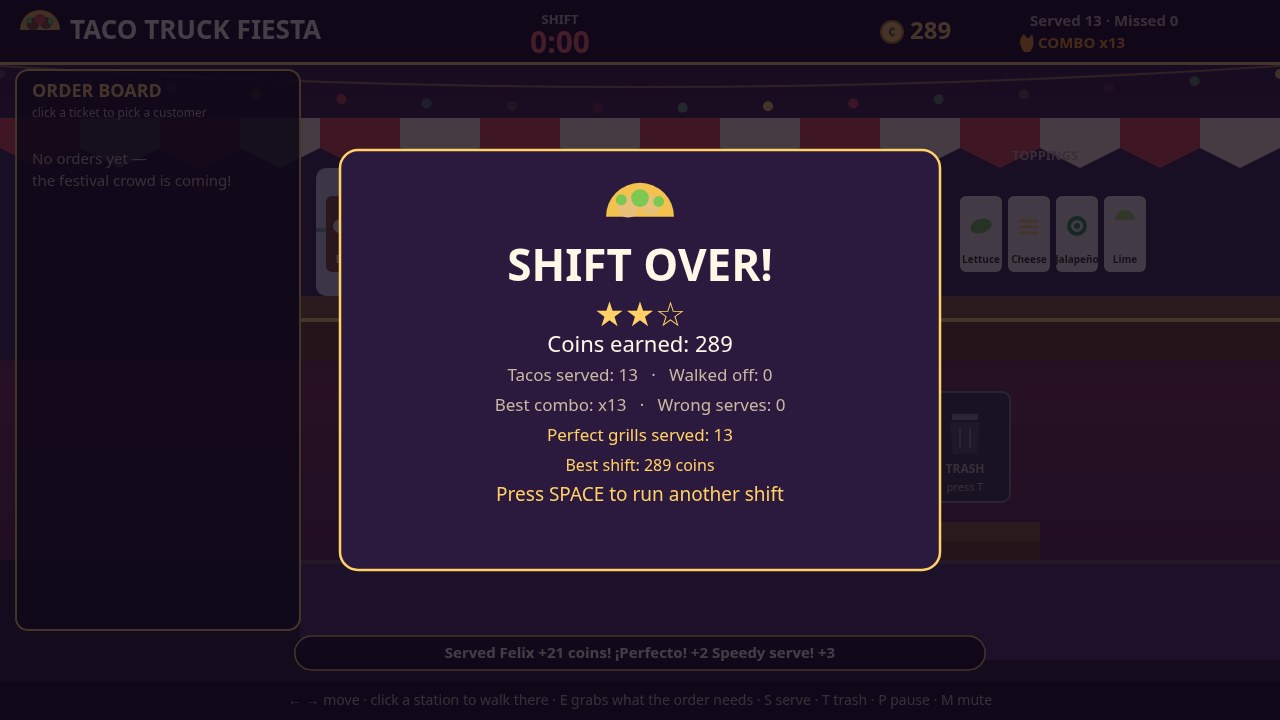 TACO TRUCK FIESTA
SHIFT
0:00
289
Served 13 · Missed 0
COMBO x13
ORDER BOARD
click a ticket to pick a customer
No orders yet —
the festival crowd is coming!
TOPPINGS
Lettuce
Cheese
Jalapeño
Lime
SHIFT OVER!
★★☆
Coins earned: 289
Tacos served: 13 · Walked off: 0
Best combo: x13 · Wrong serves: 0
Perfect grills served: 13
Best shift: 289 coins
Press SPACE to run another shift
TRASH
press T
Served Felix +21 coins! ¡Perfecto! +2 Speedy serve! +3
← → move · click a station to walk there · E grabs what the order needs · S serve · T trash · P pause · M mute